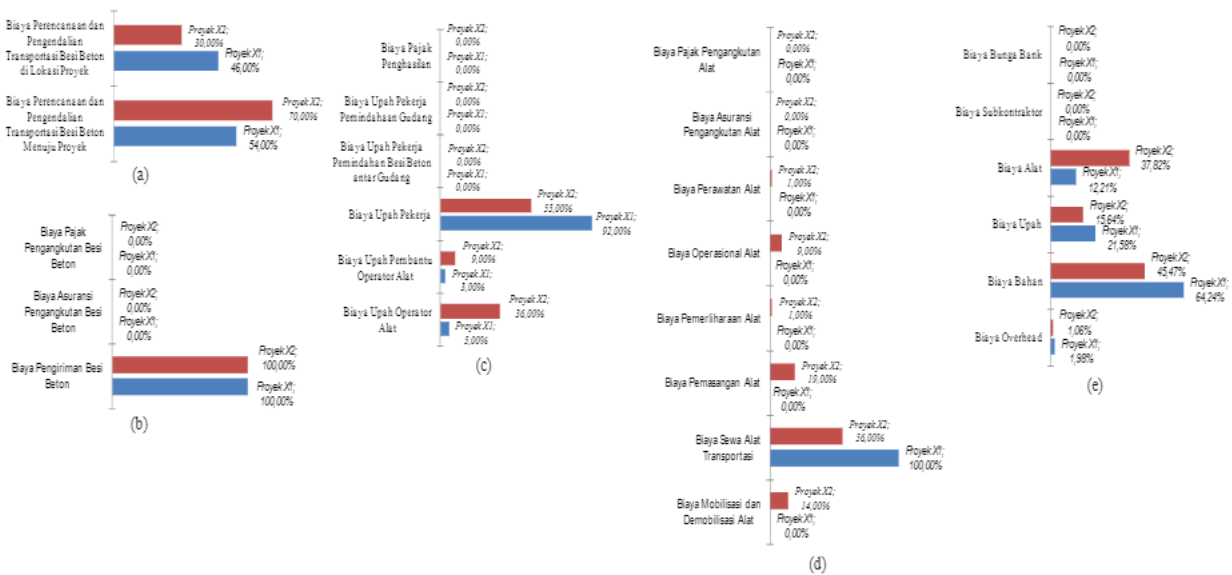 Biaya Perencanaan dan
Pengendalian
Transportasi Besi Beton
di Lokasi Proyek
Proyek X2;
30,00%
Proyek X1;
46,00%
Biaya Perencanaan dan
Pengendalian
Transportasi Besi Beton
Menuju Proyek
Proyek X2;
70,00%
Proyek X1;
54,00%
(a)
Biaya Pajak
Pengangkutan Besi
Beton
Proyek X2;
0,00%
Proyek X1;
0,00%
Biaya Asuransi
Pengangkutan Besi
Beton
Proyek X2;
0,00%
Proyek X1;
0,00%
Biaya Pengiriman Besi
Beton
Proyek X2;
100,00%
Proyek X1;
100,00%
(b)
Biaya Pajak
Penghasilan
Proyek X2;
0,00%
Proyek X1;
0,00%
Biaya Upah Pekerja
Pemindahaan Gudang
Proyek X2;
0,00%
Proyek X1;
0,00%
Biaya Upah Pekerja
Pemindahan Besi Beton
antar Gudang
Proyek X2;
0,00%
Proyek X1;
0,00%
Biaya Upah Pekerja
Proyek X2;
55,00%
Proyek X1;
92,00%
Biaya Upah Pembantu
Operator Alat
Proyek X2;
9,00%
Proyek X1;
3,00%
Biaya Upah Operator
Alat
Proyek X2;
36,00%
Proyek X1;
5,00%
(c)
Biaya Pajak Pengangkutan
Alat
Proyek X2;
0,00%
Proyek X1;
0,00%
Biaya Asuransi
Pengangkutan Alat
Proyek X2;
0,00%
Proyek X1;
0,00%
Biaya Perawatan Alat
Proyek X2;
1,00%
Proyek X1;
0,00%
Biaya Operasional Alat
Proyek X2;
9,00%
Proyek X1;
0,00%
Biaya Pemerliharaan Alat
Proyek X2;
1,00%
Proyek X1;
0,00%
Biaya Pemasangan Alat
Proyek X2;
19,00%
Proyek X1;
0,00%
Biaya Sewa Alat
Transportasi
Proyek X2;
56,00%
Proyek X1;
100,00%
Biaya Mobilisasi dan
Demobilisasi Alat
Proyek X2;
14,00%
Proyek X1;
0,00%
(d)
Biaya Bunga Bank
Proyek X2;
0,00%
Proyek X1;
0,00%
Biaya Subkontraktor
Proyek X2;
0,00%
Proyek X1;
0,00%
Biaya Alat
Proyek X2;
37,82%
Proyek X1;
12,21%
Biaya Upah
Proyek X2;
15,64%
Proyek X1;
21,58%
Biaya Bahan
Proyek X2;
45,47%
Proyek X1;
64,24%
Biaya Overhead
Proyek X2;
1,06%
Proyek X1;
1,98%
(e)